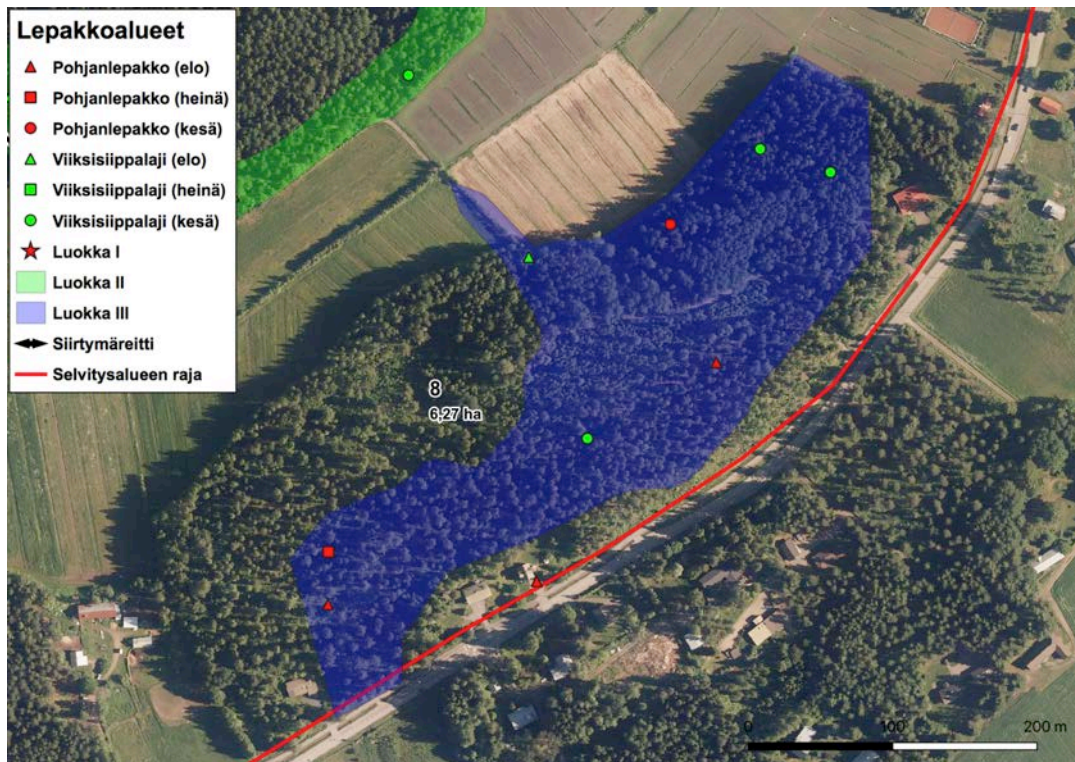 Lepakkoalueet
Pohjanlepakko (elo)
Pohjanlepakko (heinä)
Pohjanlepakko (kesä)
Viiksisiippalaji (elo)
Viiksisiippalaji (heinä)
Viiksisiippalaji (kesä)
Luokka I
Luokka II
Luokka III
Siirtymäreitti
Selvitysalueen raja
8
6,27 ha
0 100 200 m